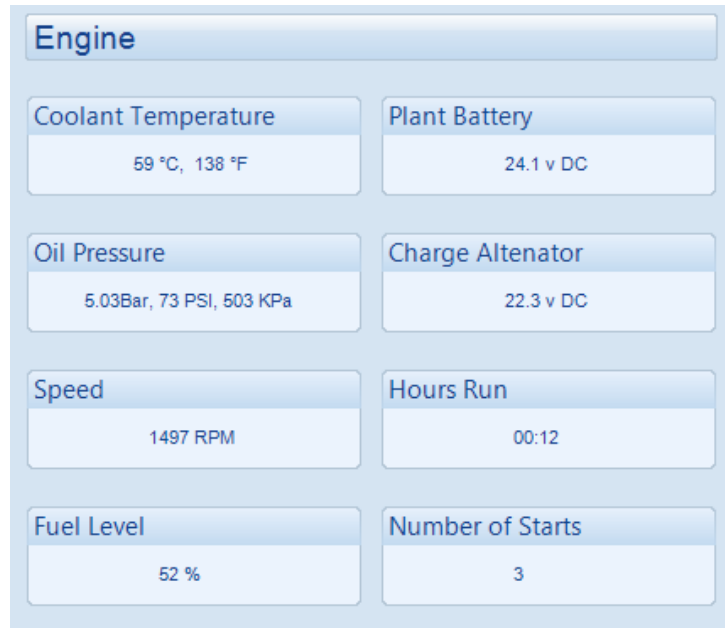 Engine
Coolant Temperature
59 °C,  138 °F
Plant Battery
24.1 v DC
Oil Pressure
5.03Bar, 73 PSI, 503 KPa
Charge Altenator
22.3 v DC
Speed
1497 RPM
Hours Run
00:12
Fuel Level
52 %
Number of Starts
3